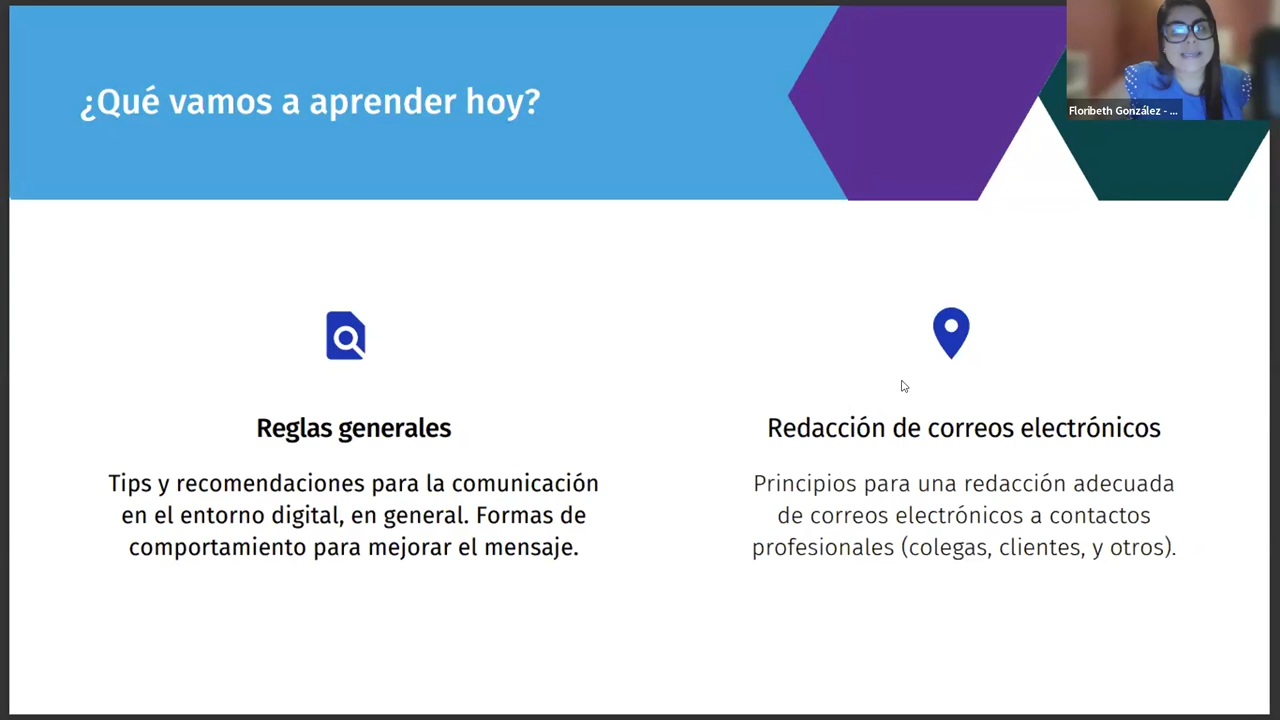 ¿Qué vamos a aprender hoy?
Floribeth González - ...
Reglas generales
Tips y recomendaciones para la comunicación
en el entorno digital, en general. Formas de
comportamiento para mejorar el mensaje.
Redacción de correos electrónicos
Principios para una redacción adecuada
de correos electrónicos a contactos
profesionales (colegas, clientes, y otros).